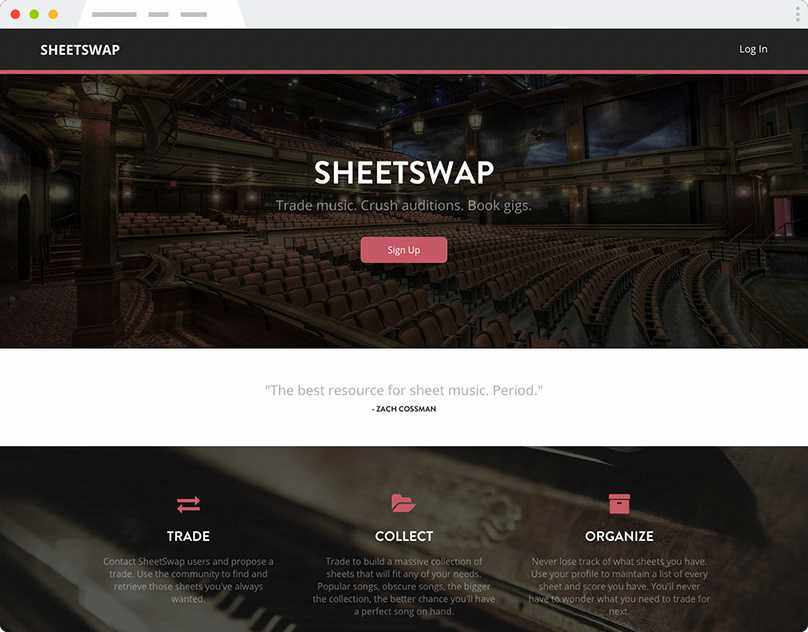 SHEETSWAP
Log In
SHEETSWAP
Trade music. Crush auditions. Book gigs.
Sign Up
"The best resource for sheet music. Period."
- ZACH COSSMAN
TRADE
Contact SheetSwap users and propose a
trade. Use the community to find and
retrieve those sheets you've always
wanted.
COLLECT
Trade to build a massive collection of
sheets that will fit any of your needs.
Popular songs, obscure songs, the bigger
the collection, the better chance you'll have
a perfect song on hand.
ORGANIZE
Never lose track of what sheets you have.
Use your profile to maintain a list of every
sheet and score you have. You'll never
have to wonder what you need to trade for
next.